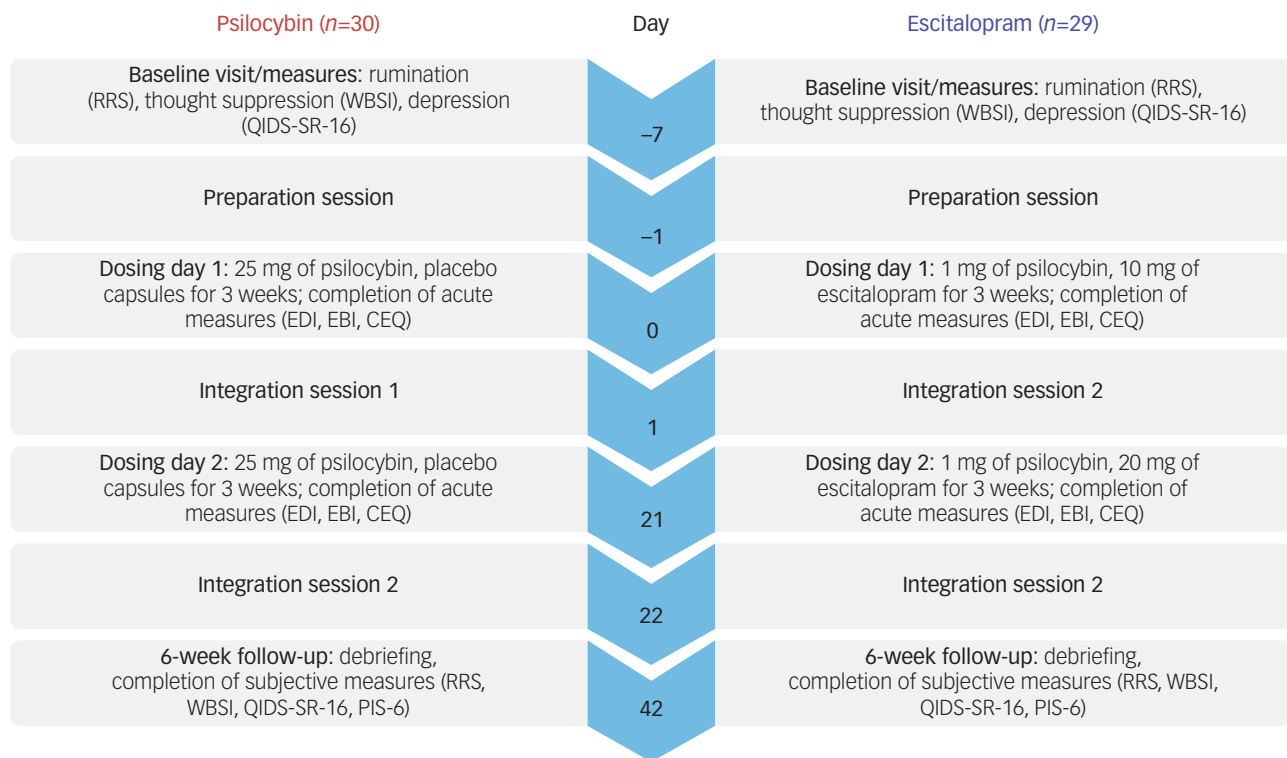 Psilocybin (n=30)
Day
Escitalopram (n=29)
Baseline visit/measures: rumination
(RRS), thought suppression (WBSI), depression
(QIDS-SR-16)
–7
Baseline visit/measures: rumination (RRS),
thought suppression (WBSI), depression (QIDS-SR-16)
Preparation session
–1
Preparation session
Dosing day 1: 25 mg of psilocybin, placebo
capsules for 3 weeks; completion of acute
measures (EDI, EBI, CEQ)
0
Dosing day 1: 1 mg of psilocybin, 10 mg of
escitalopram for 3 weeks; completion of
acute measures (EDI, EBI, CEQ)
Integration session 1
1
Integration session 2
Dosing day 2: 25 mg of psilocybin, placebo
capsules for 3 weeks; completion of acute
measures (EDI, EBI, CEQ)
21
Dosing day 2: 1 mg of psilocybin, 20 mg of
escitalopram for 3 weeks; completion of
acute measures (EDI, EBI, CEQ)
Integration session 2
22
Integration session 2
6-week follow-up: debriefing,
completion of subjective measures (RRS,
WBSI, QIDS-SR-16, PIS-6)
42
6-week follow-up: debriefing,
completion of subjective measures (RRS, WBSI,
QIDS-SR-16, PIS-6)